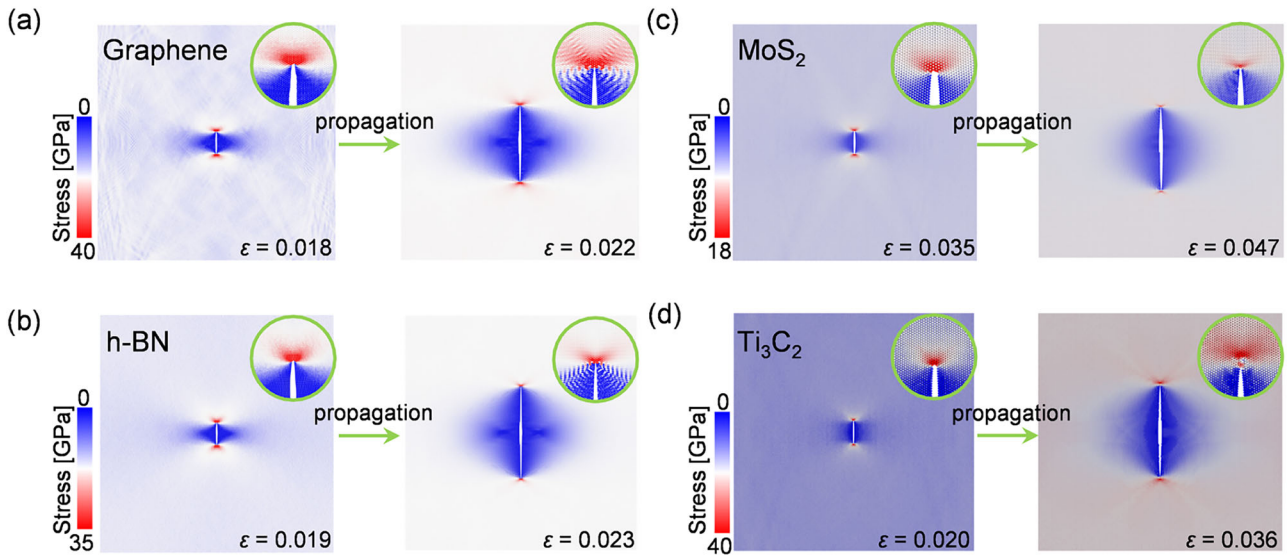 (a)
Graphene
0
Stress [GPa]
40
ε = 0.018
propagation
ε = 0.022
(b)
h-BN
0
Stress [GPa]
35
ε = 0.019
propagation
ε = 0.023
(c)
MoS₂
0
Stress [GPa]
18
ε = 0.035
propagation
ε = 0.047
(d)
Ti₃C₂
0
Stress [GPa]
40
ε = 0.020
propagation
ε = 0.036